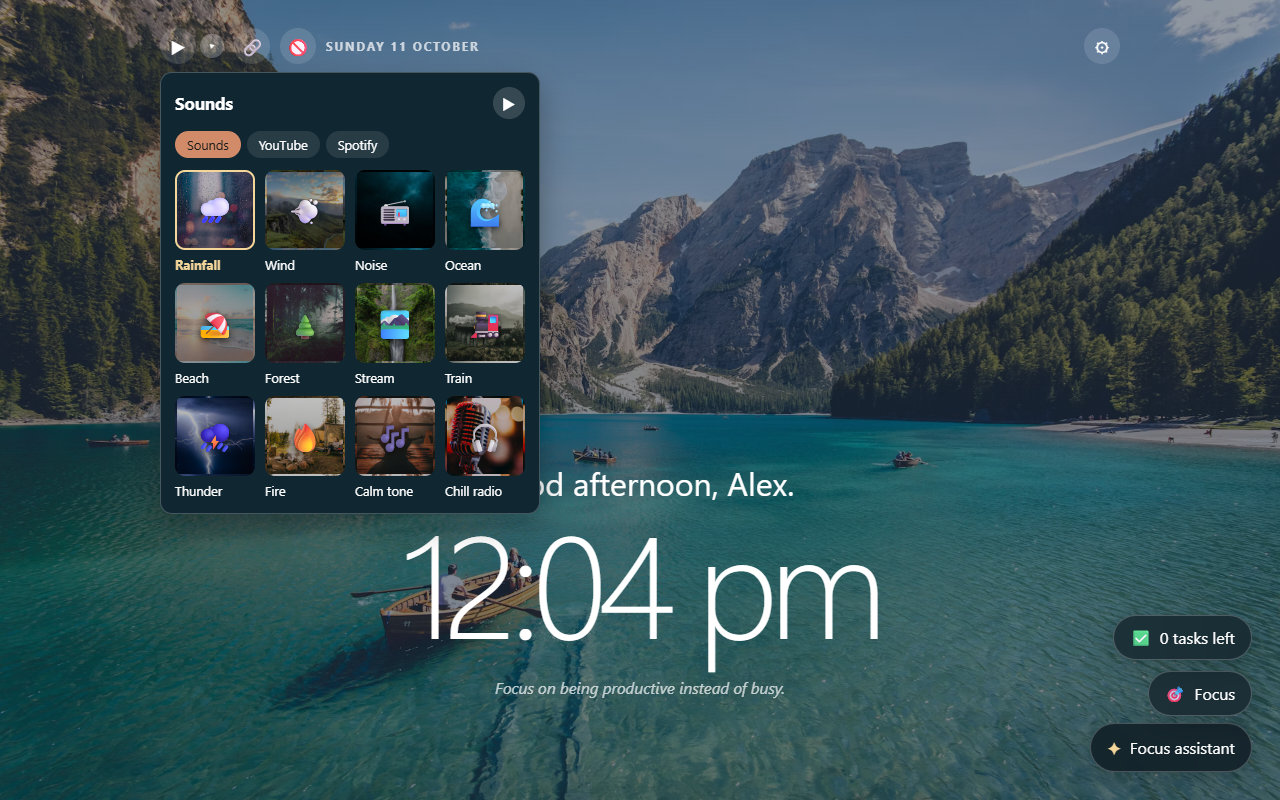 SUNDAY 11 OCTOBER
Sounds
Sounds YouTube Spotify
Rainfall Wind Noise Ocean
Beach Forest Stream Train
Thunder Fire Calm tone Chill radio
afternoon, Alex.
12:04 pm
Focus on being productive instead of busy.
0 tasks left
Focus
Focus assistant